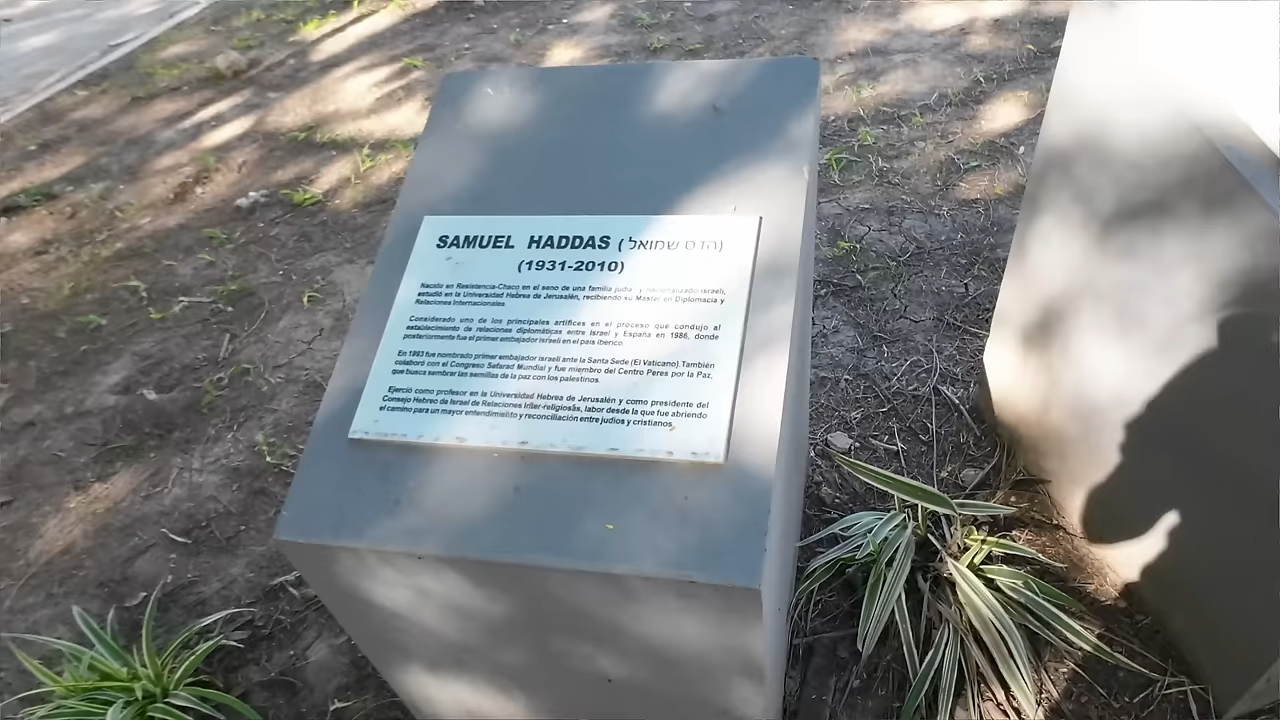 SAMUEL HADDAS (הדס שמואל)
(1931-2010)
Nacido en Resistencia-Chaco en el seno de una familia judía y nacionalizado israelí,
estudió en la Universidad Hebrea de Jerusalén, recibiendo su Master en Diplomacia y
Relaciones Internacionales
Considerado uno de los principales artífices en el proceso que condujo al
establecimiento de relaciones diplomáticas entre Israel y España en 1986, donde
posteriormente fue el primer embajador israelí en el país ibérico.
En 1993 fue nombrado primer embajador israelí ante la Santa Sede (El Vaticano). También
colaboró con el Congreso Sefarad Mundial y fue miembro del Centro Peres por la Paz,
que busca sembrar las semillas de la paz con los palestinos.
Ejerció como profesor en la Universidad Hebrea de Jerusalén y como presidente del
Consejo Hebreo de Israel de Relaciones Inter-religiosas, labor desde la que fue abriendo
el camino para un mayor entendimiento y reconciliación entre judíos y cristianos.